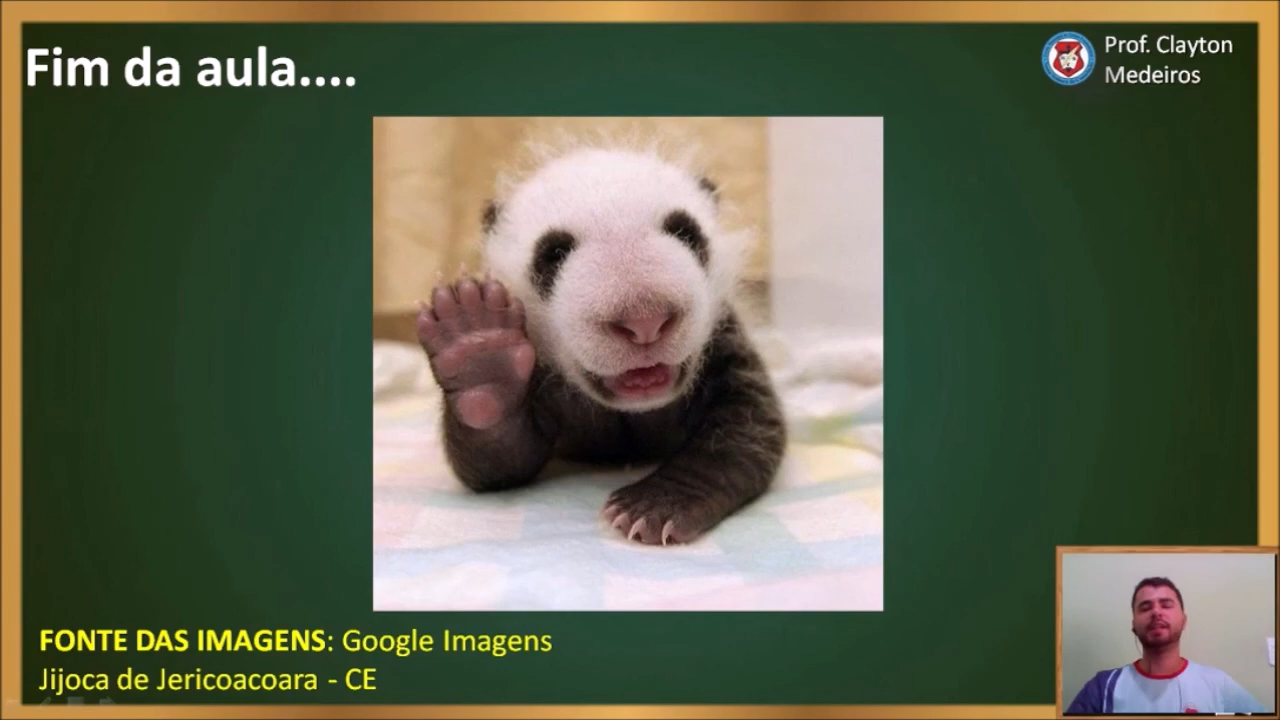 Fim da aula....
Prof. Clayton
Medeiros
FONTE DAS IMAGENS: Google Imagens
Jijoca de Jericoacoara - CE